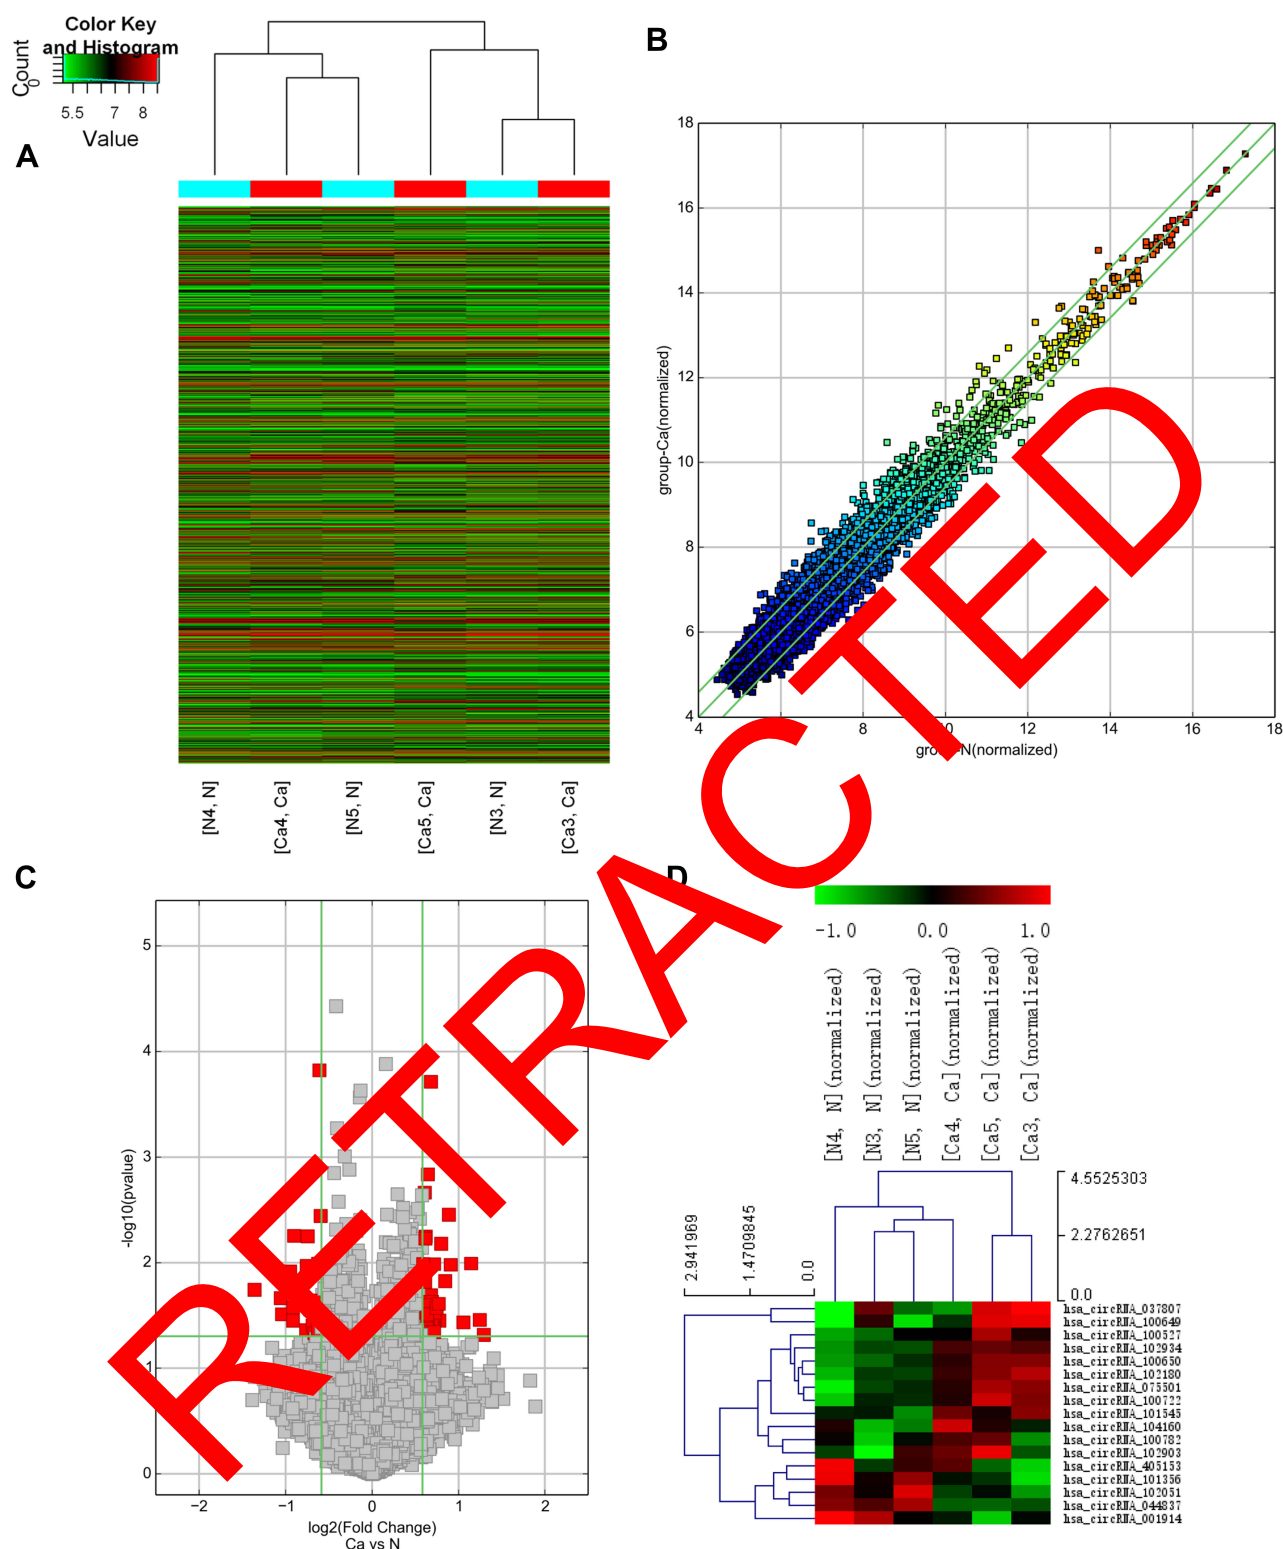 Color Key
and Histogram
Count
0
5.5 7 8
Value
A
[N4, N]
[Ca4, Ca]
[N5, N]
[Ca5, Ca]
[N3, N]
[Ca3, Ca]
B
18
16
14
12
10
8
6
4
group-Ca(normalized)
4 8 10 12 14 16 18
group-N(normalized)
C
5
4
3
2
1
0
-log10(pvalue)
−2 −1 0 1 2
log2(Fold Change)
Ca vs N
D
-1.0 0.0 1.0
[N4, N](normalized)
[N3, N](normalized)
[N5, N](normalized)
[Ca4, Ca](normalized)
[Ca5, Ca](normalized)
[Ca3, Ca](normalized)
4.5525303
2.2762651
0.0
2.941969
1.4709845
0.0
hsa_circRNA_037807
hsa_circRNA_100649
hsa_circRNA_100527
hsa_circRNA_102934
hsa_circRNA_100650
hsa_circRNA_102180
hsa_circRNA_075501
hsa_circRNA_100722
hsa_circRNA_101545
hsa_circRNA_104160
hsa_circRNA_100782
hsa_circRNA_102903
hsa_circRNA_405153
hsa_circRNA_101356
hsa_circRNA_102051
hsa_circRNA_044837
hsa_circRNA_001914
RETRACTED